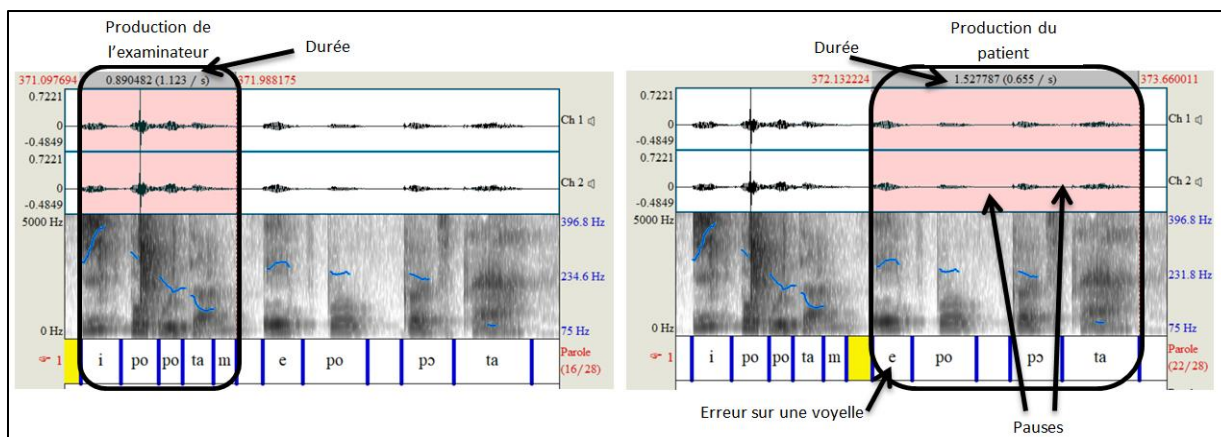 Production de
l'examinateur
Durée
371.097694
0.890482 (1.123 / s)
371.988175
0.7221
0
-0.4849
0.7221
0
-0.4849
5000 Hz
0 Hz
Ch 1
Ch 2
396.8 Hz
234.6 Hz
75 Hz
1
i
po
po
ta
m
e
po
pɔ
ta
Parole
(16/28)
Durée
Production du
patient
372.132224
1.527787 (0.655 / s)
373.660011
0.7221
0
-0.4849
0.7221
0
-0.4849
5000 Hz
0 Hz
Ch 1
Ch 2
396.8 Hz
231.8 Hz
75 Hz
1
i
po
po
ta
m
e
po
pɔ
ta
Parole
(22/28)
Erreur sur une voyelle
Pauses